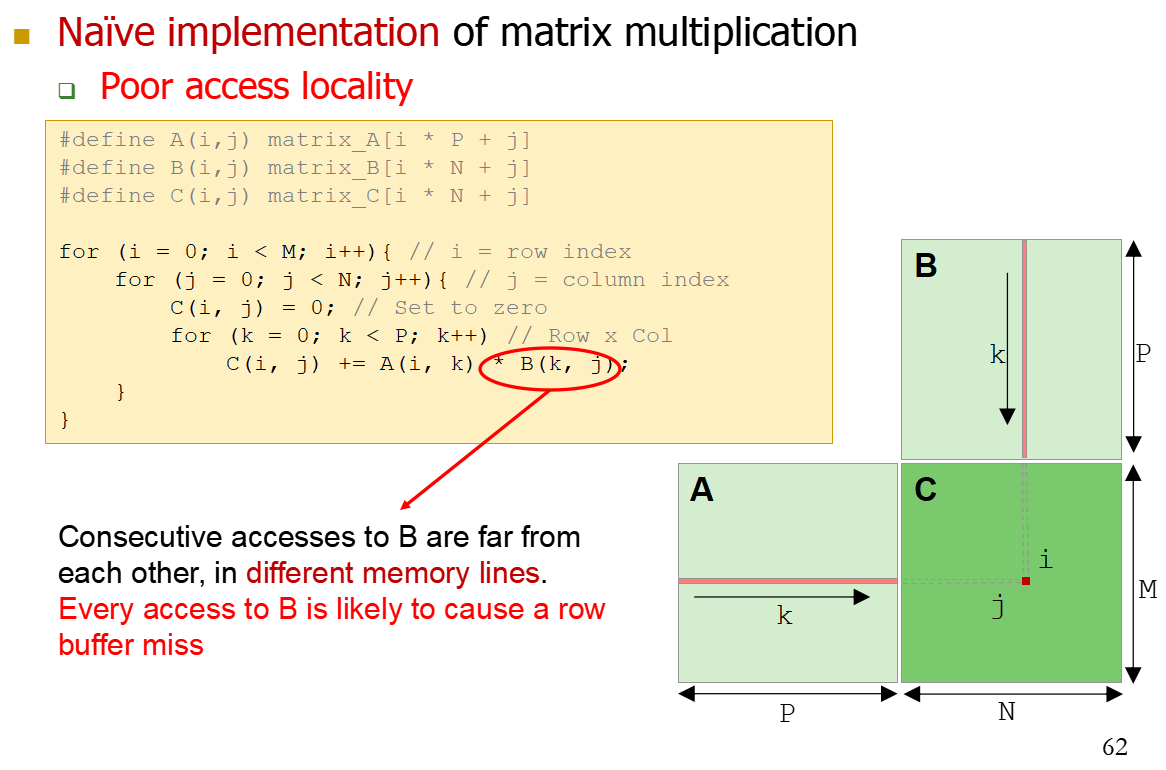 Naïve implementation of matrix multiplication
Poor access locality
#define A(i,j) matrix_A[i * P + j]
#define B(i,j) matrix_B[i * N + j]
#define C(i,j) matrix_C[i * N + j]
for (i = 0; i < M; i++){ // i = row index
for (j = 0; j < N; j++){ // j = column index
C(i, j) = 0; // Set to zero
for (k = 0; k < P; k++) // Row x Col
C(i, j) += A(i, k) * B(k, j);
}
}
Consecutive accesses to B are far from
each other, in different memory lines.
Every access to B is likely to cause a row
buffer miss
B
k
P
A
k
P
C
i
j
M
N
62